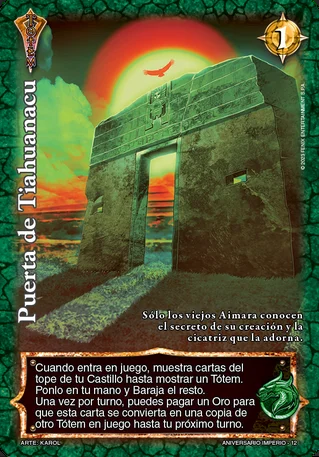 1
Puerta de Tiahuanacu
© 2023 FENIX ENTERTAINMENT S.P.A.
Sólo los viejos Aimara conocen
el secreto de su creación y la
cicatriz que la adorna.
Cuando entra en juego, muestra cartas del
tope de tu Castillo hasta mostrar un Tótem.
Ponlo en tu mano y Baraja el resto.
Una vez por turno, puedes pagar un Oro para
que esta carta se convierta en una copia de
otro Tótem en juego hasta tu próximo turno.
ARTE: KAROL
ANIVERSARIO IMPERIO - 12